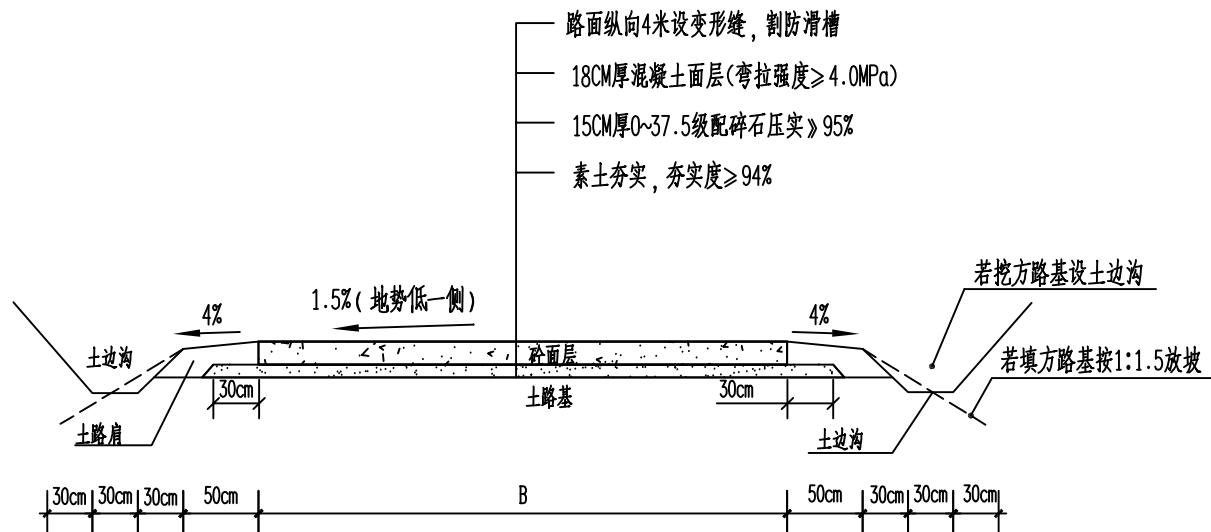 路面纵向4米设变形缝，割防滑槽
18CM厚混凝土面层(弯拉强度≥4.0MPa)
15CM厚0~37.5级配碎石压实》95%
素土夯实，夯实度≥94%
若挖方路基设土边沟
4%
1.5%(地势低一侧)
4%
土边沟
砼面层
若填方路基按1:1.5放坡
30cm
土路基
30cm
土路肩
土边沟
30cm 30cm 30cm 50cm B 50cm 30cm 30cm 30cm